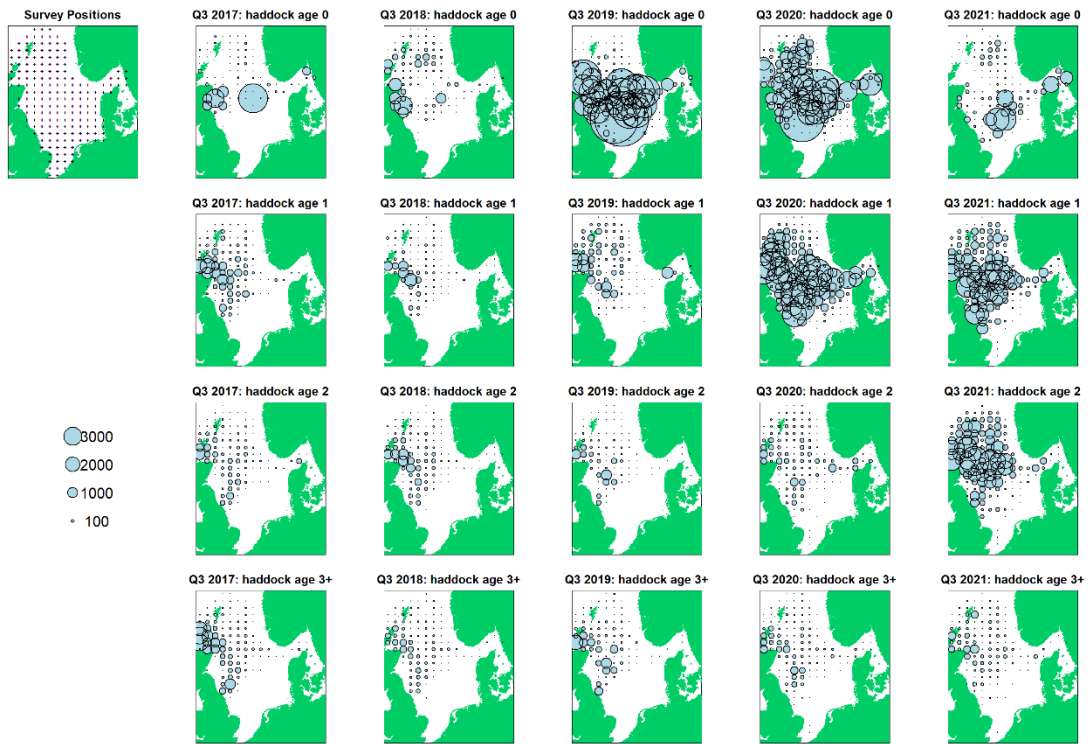 Survey Positions
Q3 2017: haddock age 0
Q3 2018: haddock age 0
Q3 2019: haddock age 0
Q3 2020: haddock age 0
Q3 2021: haddock age 0
Q3 2017: haddock age 1
Q3 2018: haddock age 1
Q3 2019: haddock age 1
Q3 2020: haddock age 1
Q3 2021: haddock age 1
Q3 2017: haddock age 2
Q3 2018: haddock age 2
Q3 2019: haddock age 2
Q3 2020: haddock age 2
Q3 2021: haddock age 2
3000
2000
1000
100
Q3 2017: haddock age 3+
Q3 2018: haddock age 3+
Q3 2019: haddock age 3+
Q3 2020: haddock age 3+
Q3 2021: haddock age 3+